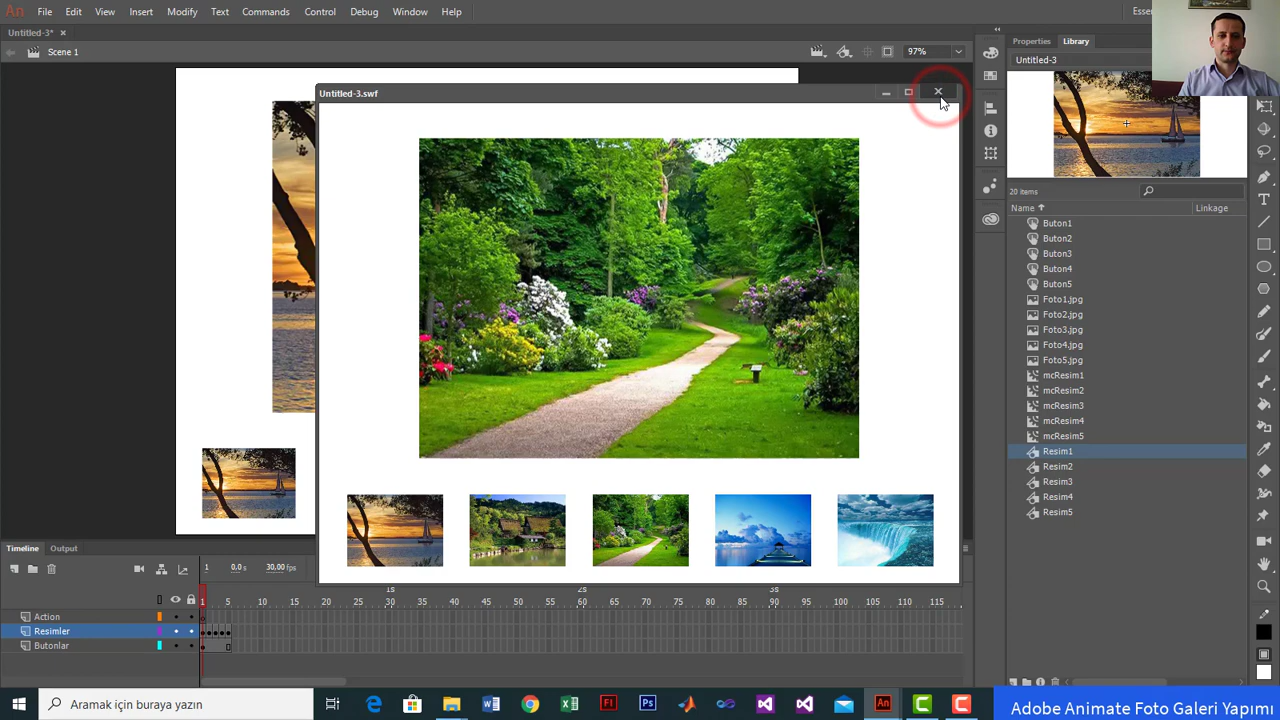 An File Edit View Insert Modify Text Commands Control Debug Window Help
Untitled-3* ×
Scene 1
97%
Untitled-3.swf
Properties Library
Untitled-3
20 items
Name Linkage
Buton1
Buton2
Buton3
Buton4
Buton5
Foto1.jpg
Foto2.jpg
Foto3.jpg
Foto4.jpg
Foto5.jpg
mcResim1
mcResim2
mcResim3
mcResim4
mcResim5
Resim1
Resim2
Resim3
Resim4
Resim5
Timeline Output
1 0.0 s 30.00 fps
1s 2s 3s
1 5 10 15 20 25 30 35 40 45 50 55 60 65 70 75 80 85 90 95 100 105 110 115
Action
Resimler
Butonlar
Aramak için buraya yazın
Adobe Animate Foto Galeri Yapımı